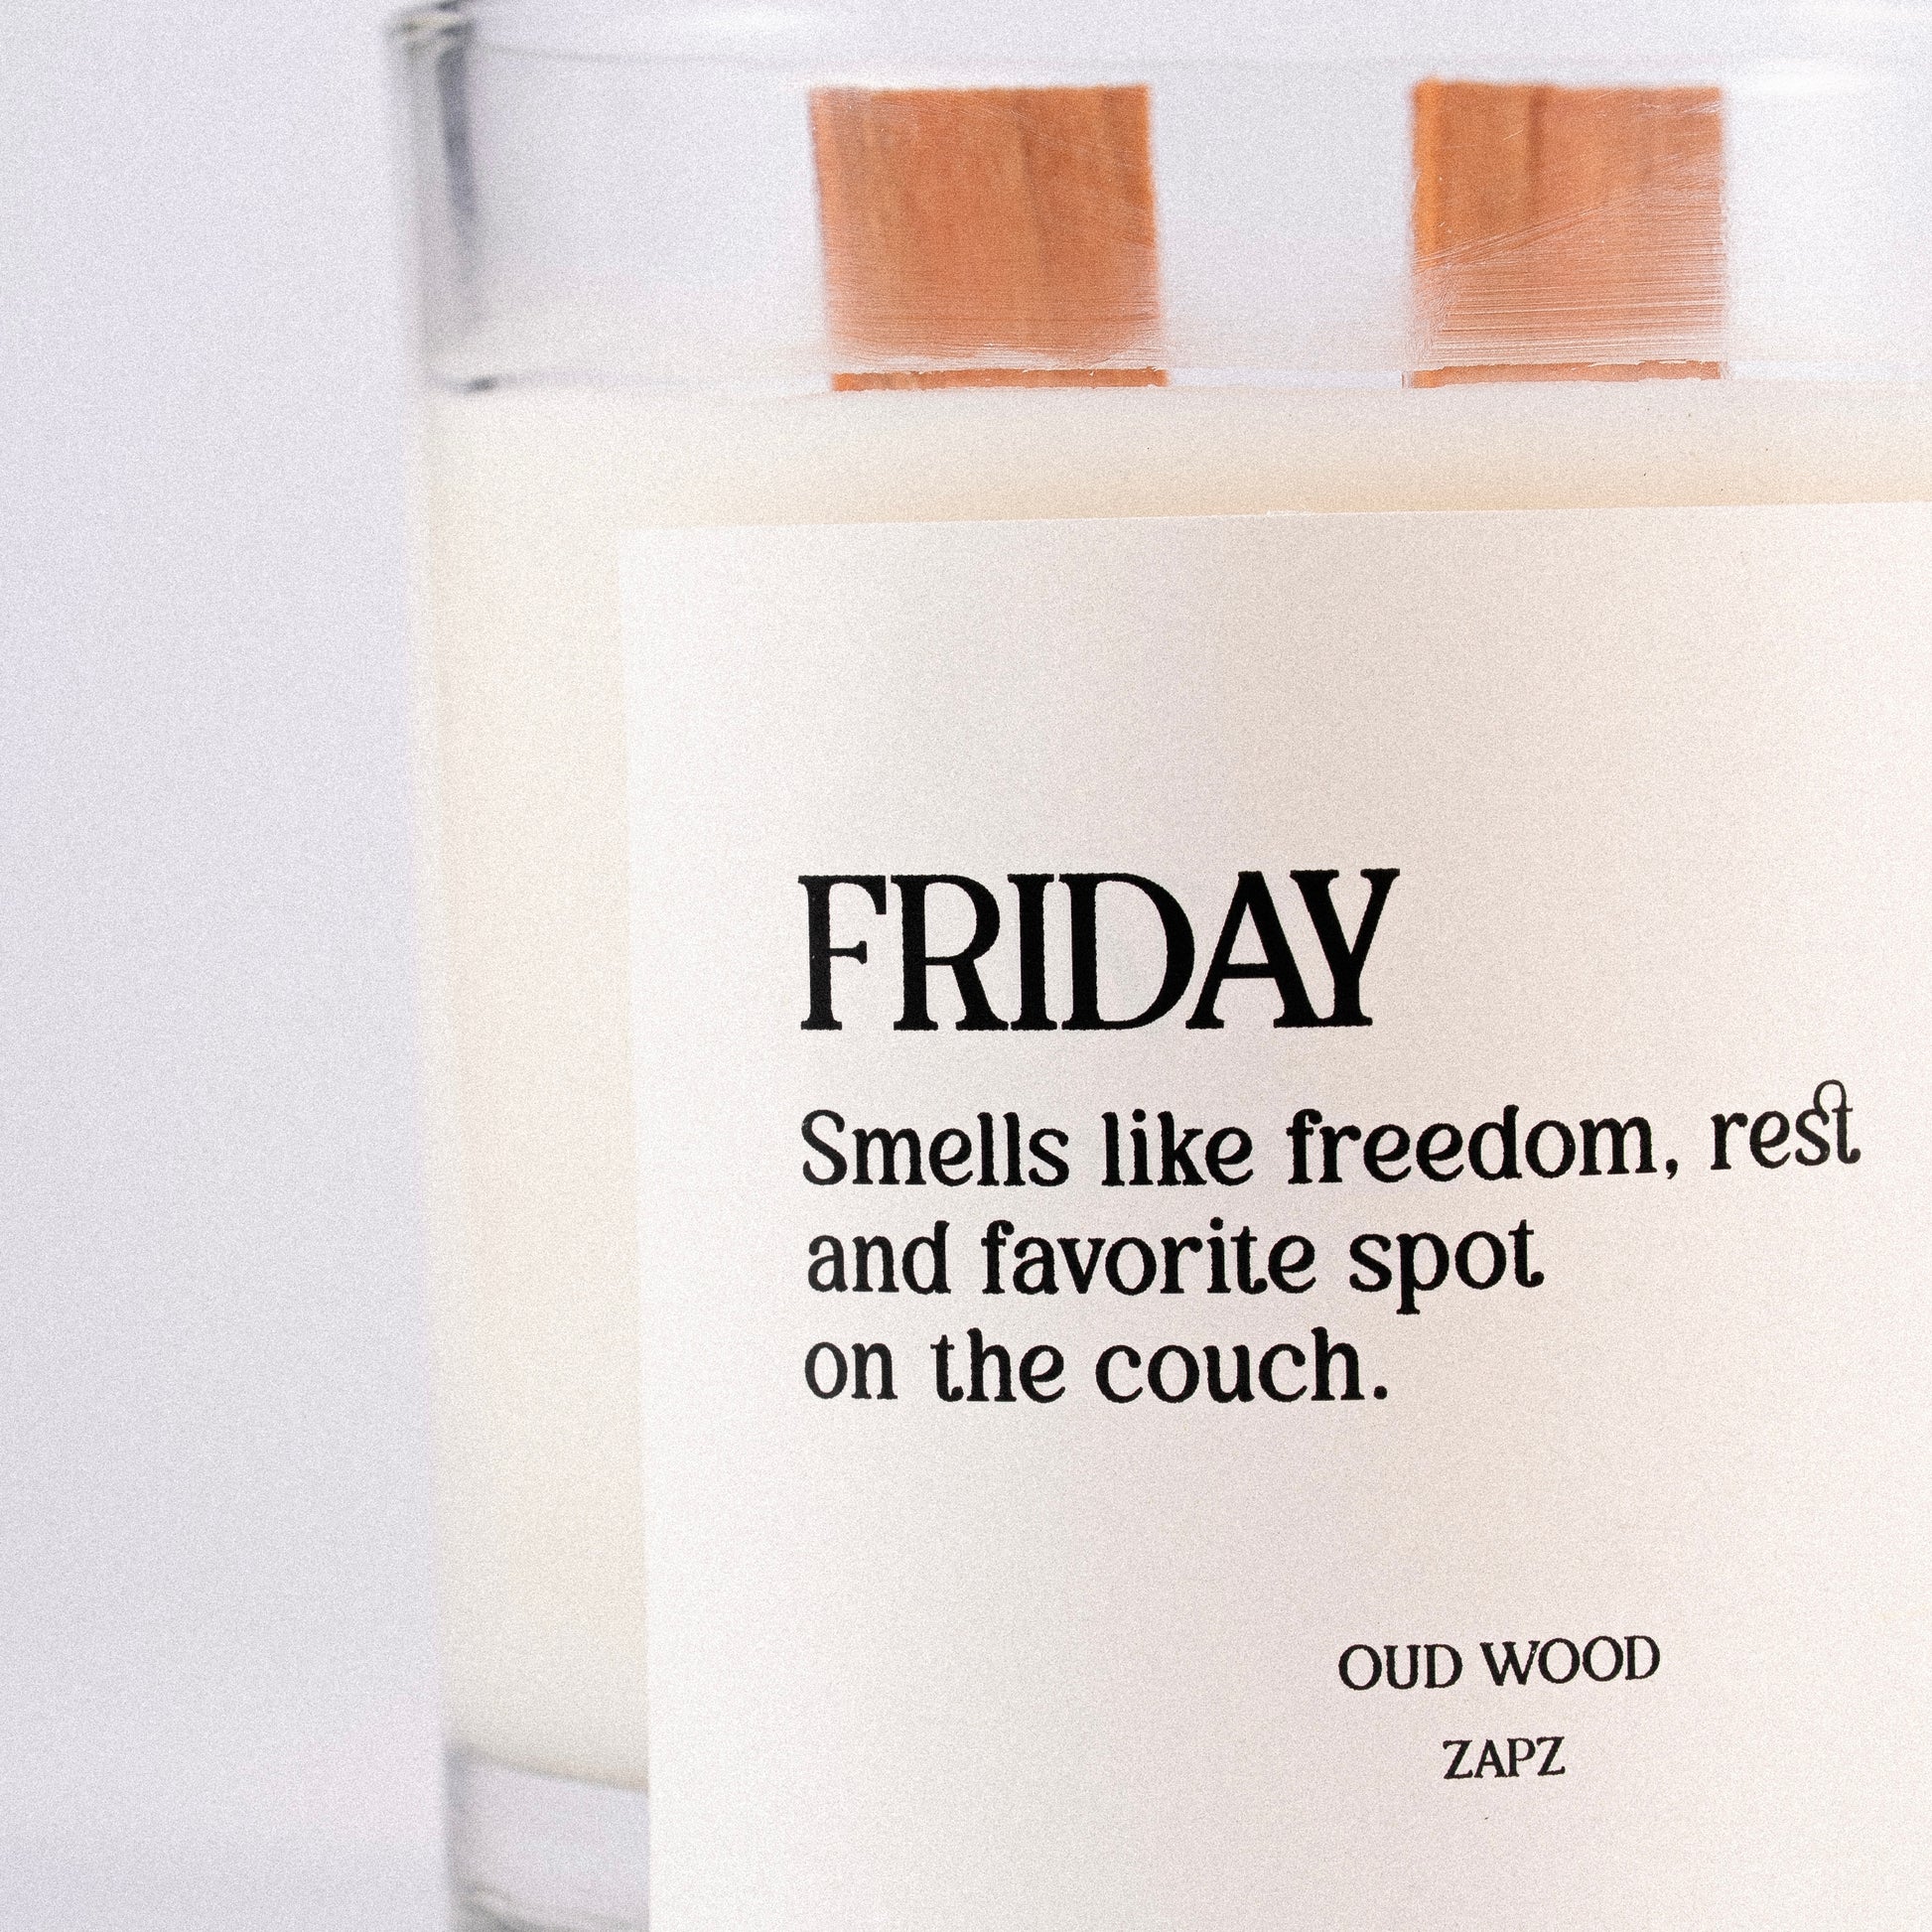 FRIDAY
Smells like freedom, rest
and favorite spot
on the couch.
OUD WOOD
ZAPZ